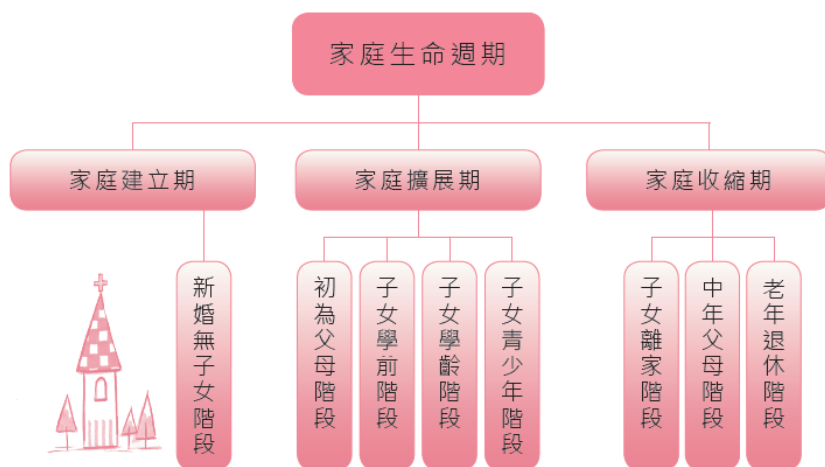 家庭生命週期
家庭建立期
家庭擴展期
家庭收縮期
新婚無子女階段
初為父母階段
子女學前階段
子女學齡階段
子女青少年階段
子女離家階段
中年父母階段
老年退休階段